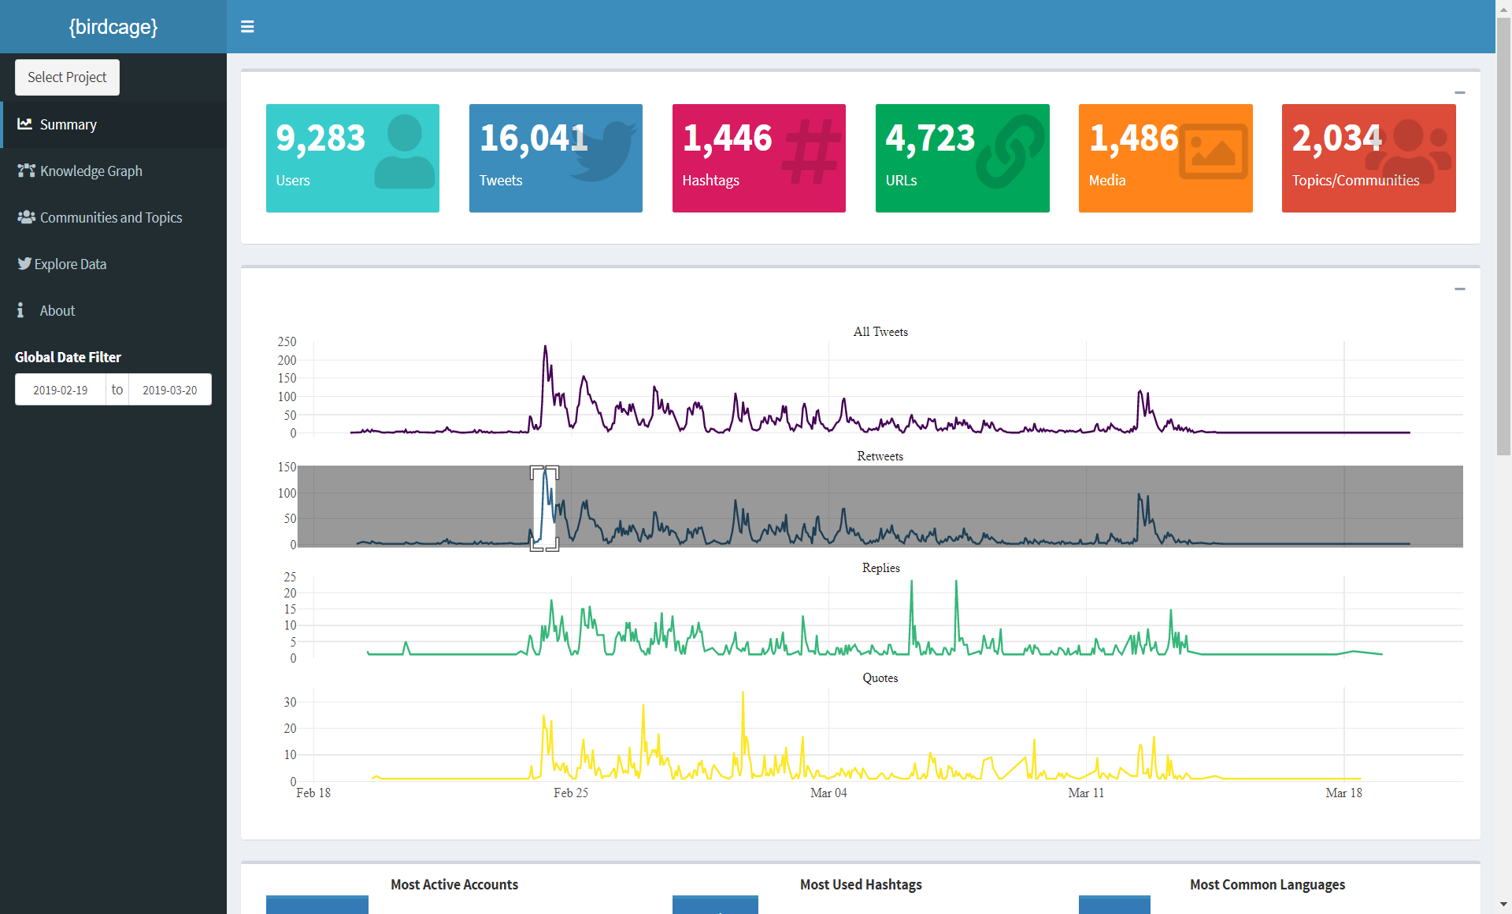 {birdcage}
Select Project
Summary
Knowledge Graph
Communities and Topics
Explore Data
About
Global Date Filter
2019-02-19 to 2019-03-20
9,283
Users
16,041
Tweets
1,446
Hashtags
4,723
URLs
1,486
Media
2,034
Topics/Communities
All Tweets
250
200
150
100
50
0
Retweets
150
100
50
0
Replies
25
20
15
10
5
0
Quotes
30
20
10
0
Feb 18 Feb 25 Mar 04 Mar 11 Mar 18
Most Active Accounts
Most Used Hashtags
Most Common Languages